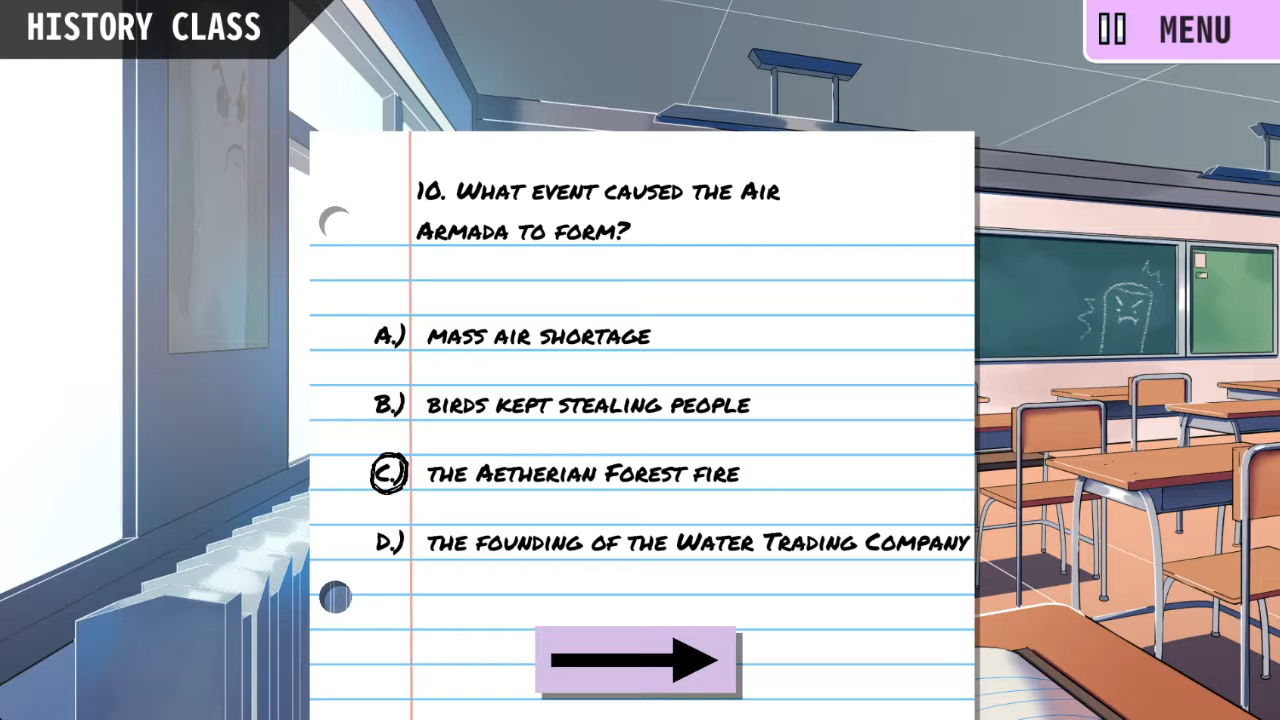 HISTORY CLASS
MENU
10. WHAT EVENT CAUSED THE AIR
ARMADA TO FORM?
A.) MASS AIR SHORTAGE
B.) BIRDS KEPT STEALING PEOPLE
C.) THE AETHERIAN FOREST FIRE
D.) THE FOUNDING OF THE WATER TRADING COMPANY